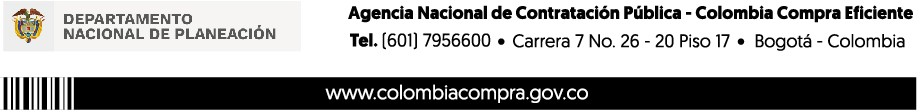 DEPARTAMENTO
NACIONAL DE PLANEACIÓN
Agencia Nacional de Contratación Pública - Colombia Compra Eficiente
Tel. (601) 7956600 • Carrera 7 No. 26 - 20 Piso 17 • Bogotá - Colombia
www.colombiacompra.gov.co